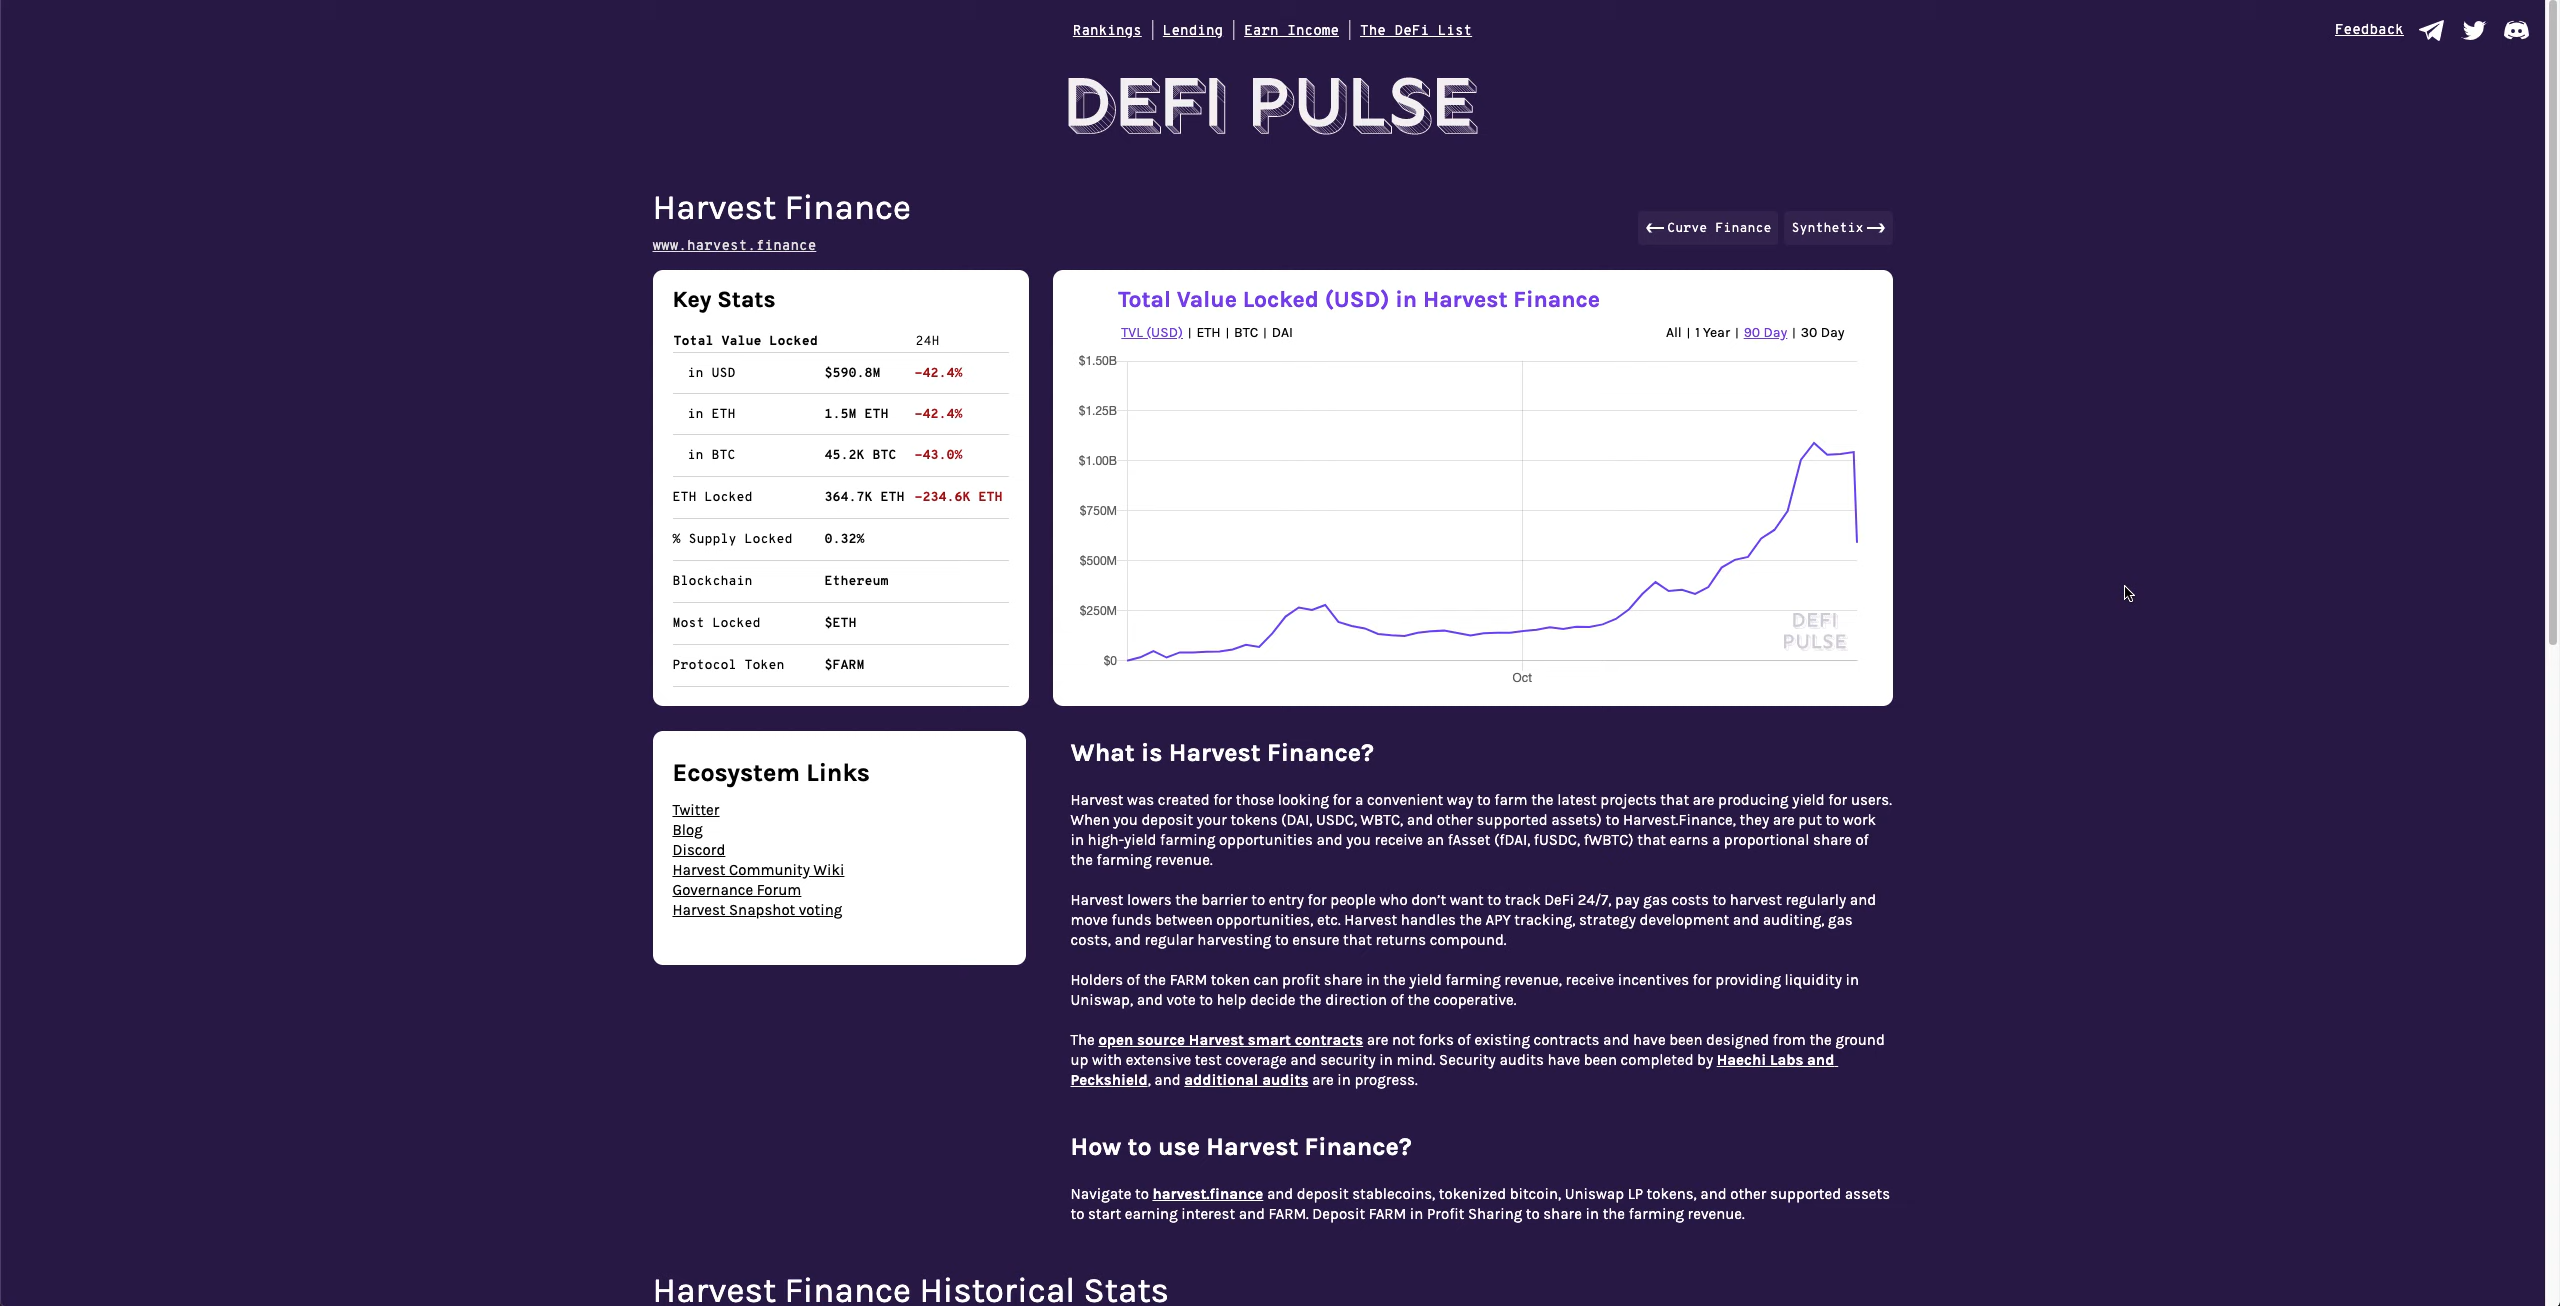 Rankings | Lending | Earn Income | The DeFi List
Feedback
DEFI PULSE
Harvest Finance
www.harvest.finance
←Curve Finance
Synthetix→
Key Stats
Total Value Locked 24H
in USD $590.8M -42.4%
in ETH 1.5M ETH -42.4%
in BTC 45.2K BTC -43.0%
ETH Locked 364.7K ETH -234.6K ETH
% Supply Locked 0.32%
Blockchain Ethereum
Most Locked $ETH
Protocol Token $FARM
Total Value Locked (USD) in Harvest Finance
TVL (USD) | ETH | BTC | DAI
All | 1 Year | 90 Day | 30 Day
$1.50B
$1.25B
$1.00B
$750M
$500M
$250M
$0
Oct
DEFI
PULSE
Ecosystem Links
Twitter
Blog
Discord
Harvest Community Wiki
Governance Forum
Harvest Snapshot voting
What is Harvest Finance?
Harvest was created for those looking for a convenient way to farm the latest projects that are producing yield for users.
When you deposit your tokens (DAI, USDC, WBTC, and other supported assets) to Harvest.Finance, they are put to work
in high-yield farming opportunities and you receive an fAsset (fDAI, fUSDC, fWBTC) that earns a proportional share of
the farming revenue.
Harvest lowers the barrier to entry for people who don't want to track DeFi 24/7, pay gas costs to harvest regularly and
move funds between opportunities, etc. Harvest handles the APY tracking, strategy development and auditing, gas
costs, and regular harvesting to ensure that returns compound.
Holders of the FARM token can profit share in the yield farming revenue, receive incentives for providing liquidity in
Uniswap, and vote to help decide the direction of the cooperative.
The open source Harvest smart contracts are not forks of existing contracts and have been designed from the ground
up with extensive test coverage and security in mind. Security audits have been completed by Haechi Labs and
Peckshield, and additional audits are in progress.
How to use Harvest Finance?
Navigate to harvest.finance and deposit stablecoins, tokenized bitcoin, Uniswap LP tokens, and other supported assets
to start earning interest and FARM. Deposit FARM in Profit Sharing to share in the farming revenue.
Harvest Finance Historical Stats